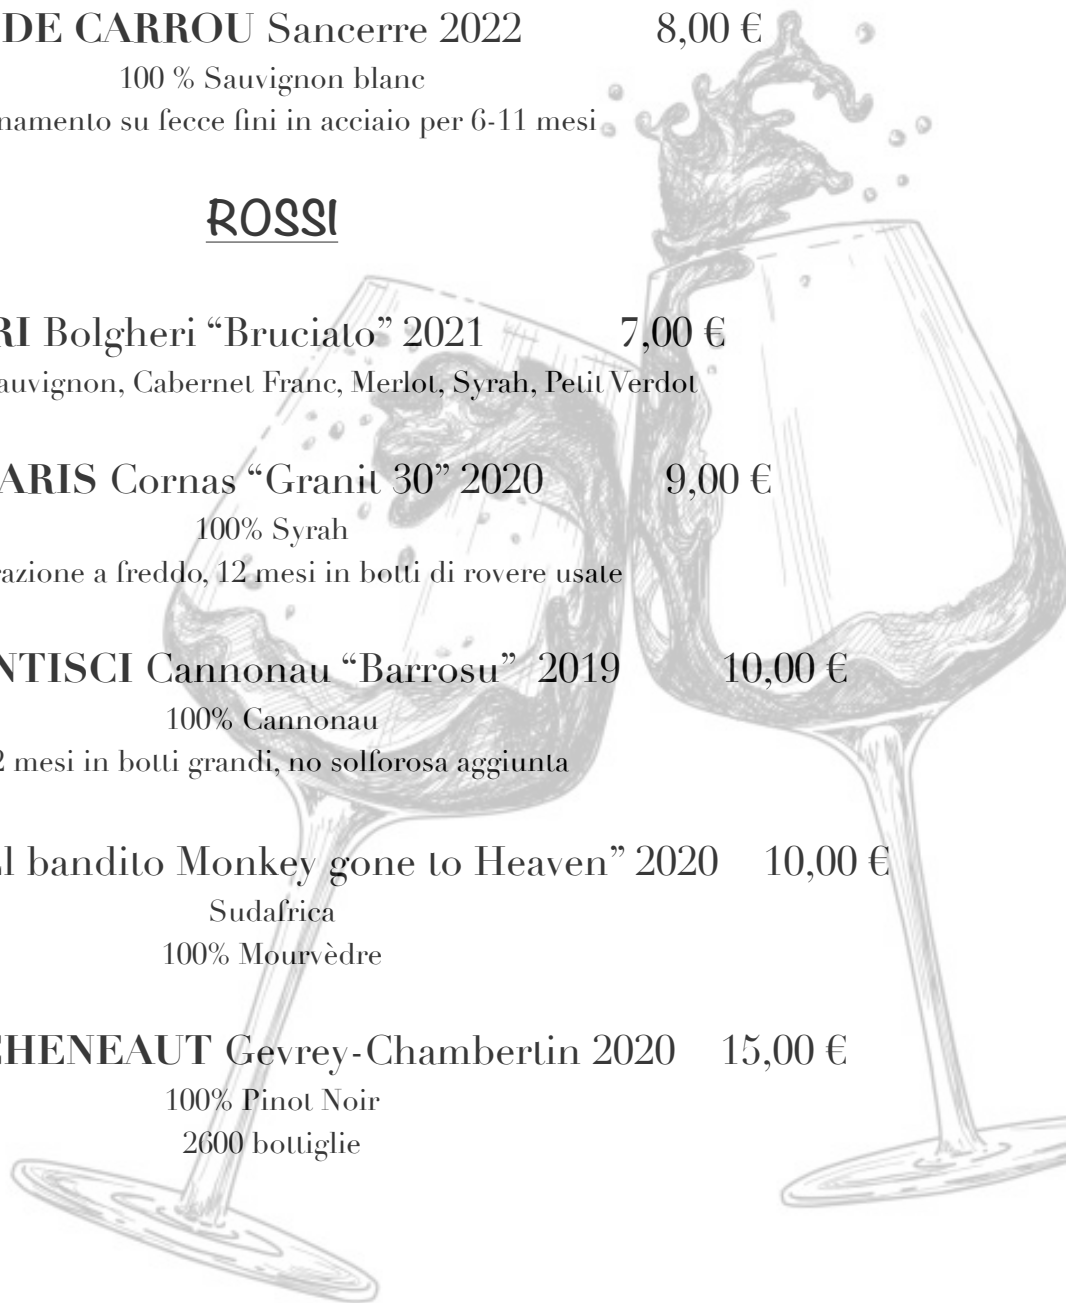 DE CARROU Sancerre 2022 8,00 €
100 % Sauvignon blanc
namento su fecce fini in acciaio per 6-11 mesi
ROSSI
RI Bolgheri “Bruciato” 2021 7,00 €
auvignon, Cabernet Franc, Merlot, Syrah, Petit Verdot
ARIS Cornas “Granit 30” 2020 9,00 €
100% Syrah
razione a freddo, 12 mesi in botti di rovere usate
NTISCI Cannonau “Barrosu” 2019 10,00 €
100% Cannonau
2 mesi in botti grandi, no solforosa aggiunta
l bandito Monkey gone to Heaven” 2020 10,00 €
Sudafrica
100% Mourvèdre
CHENEAUT Gevrey-Chambertin 2020 15,00 €
100% Pinot Noir
2600 bottiglie